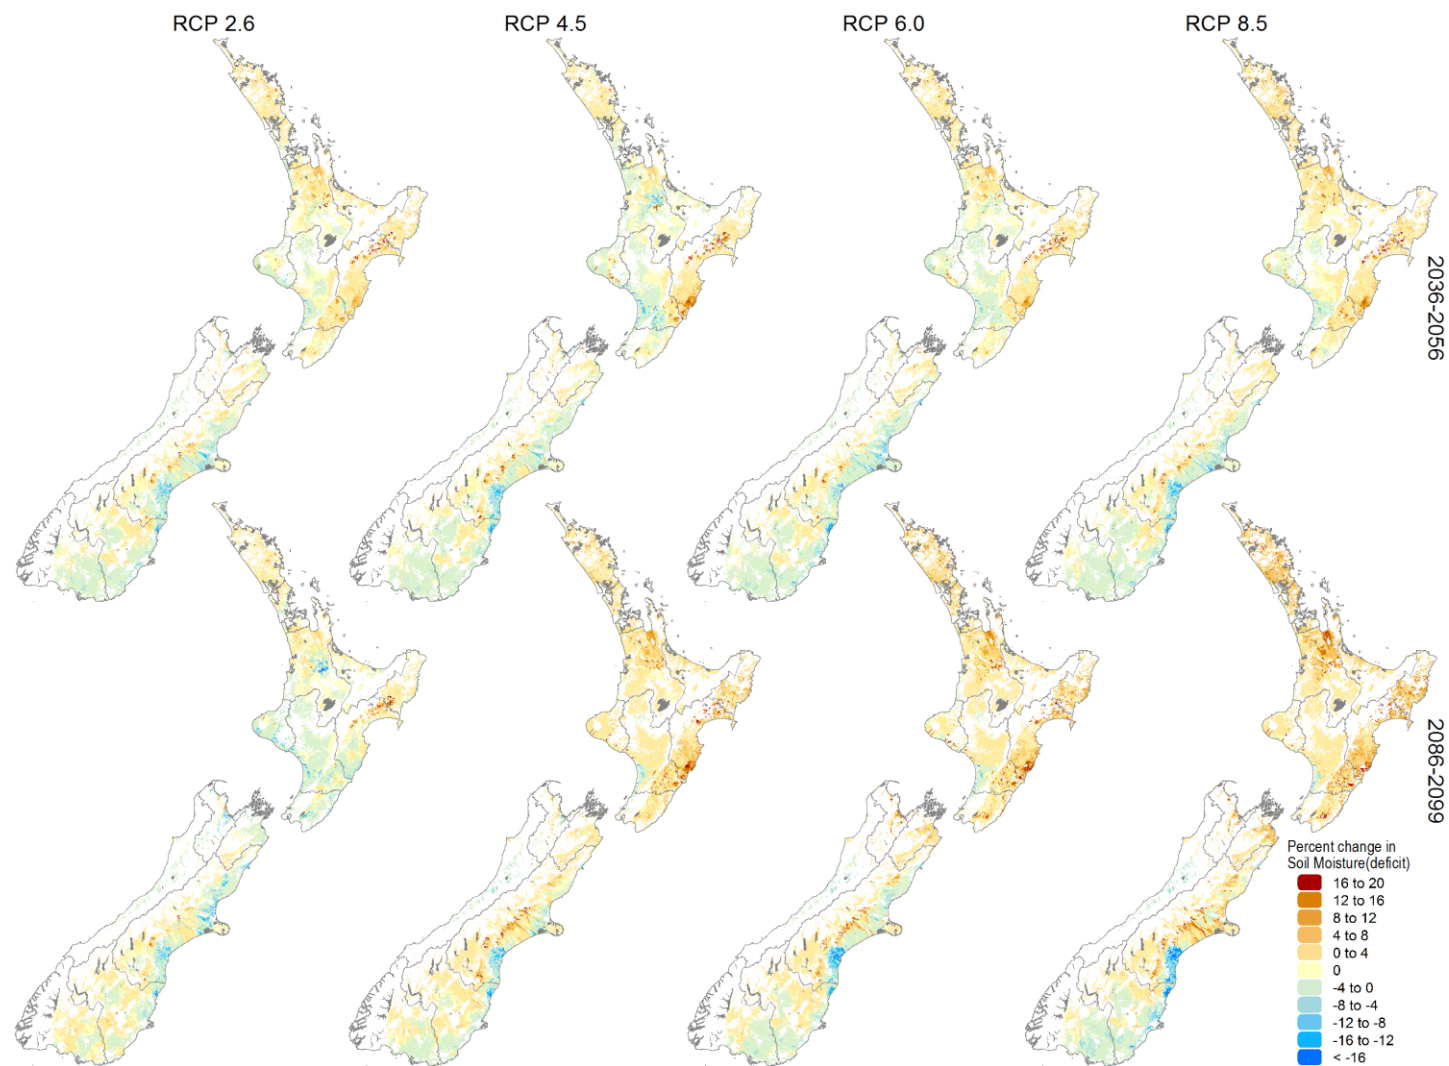 RCP 2.6
RCP 4.5
RCP 6.0
RCP 8.5
2036-2056
2086-2099
Percent change in
Soil Moisture(deficit)
16 to 20
12 to 16
8 to 12
4 to 8
0 to 4
0
-4 to 0
-8 to -4
-12 to -8
-16 to -12
< -16